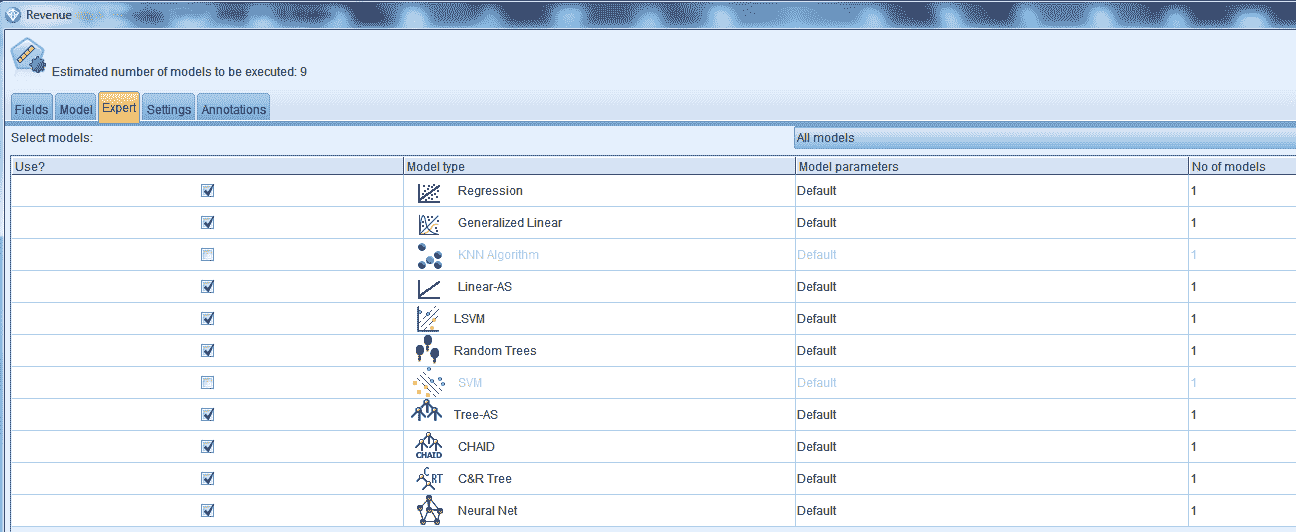 Revenue
Estimated number of models to be executed: 9
Fields Model Expert Settings Annotations
Select models: All models
Use? Model type Model parameters No of models
Regression Default 1
Generalized Linear Default 1
KNN Algorithm Default 1
Linear-AS Default 1
LSVM Default 1
Random Trees Default 1
SVM Default 1
Tree-AS Default 1
CHAID CHAID Default 1
C RT C&R Tree Default 1
Neural Net Default 1